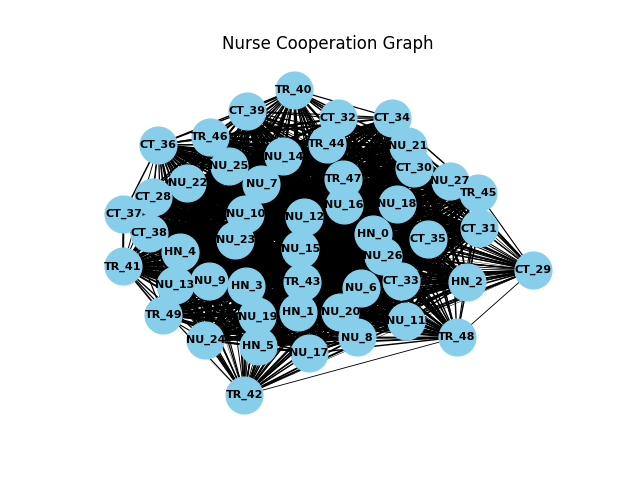 Nurse Cooperation Graph
TR_40
CT_39
CT_32
CT_34
TR_46
TR_44
CT_36
NU_21
NU_14
NU_25
CT_30
NU_22
NU_7
TR_47
NU_27
TR_45
CT_28
NU_16
NU_18
CT_37
NU_10
NU_12
CT_38
HN_0
CT_31
NU_23
CT_35
HN_4
NU_15
NU_26
TR_41
CT_29
NU_13
NU_9
HN_3
TR_43
NU_6
CT_33
HN_2
TR_49
NU_19
HN_1
NU_20
NU_11
NU_24
HN_5
NU_8
TR_48
NU_17
TR_42